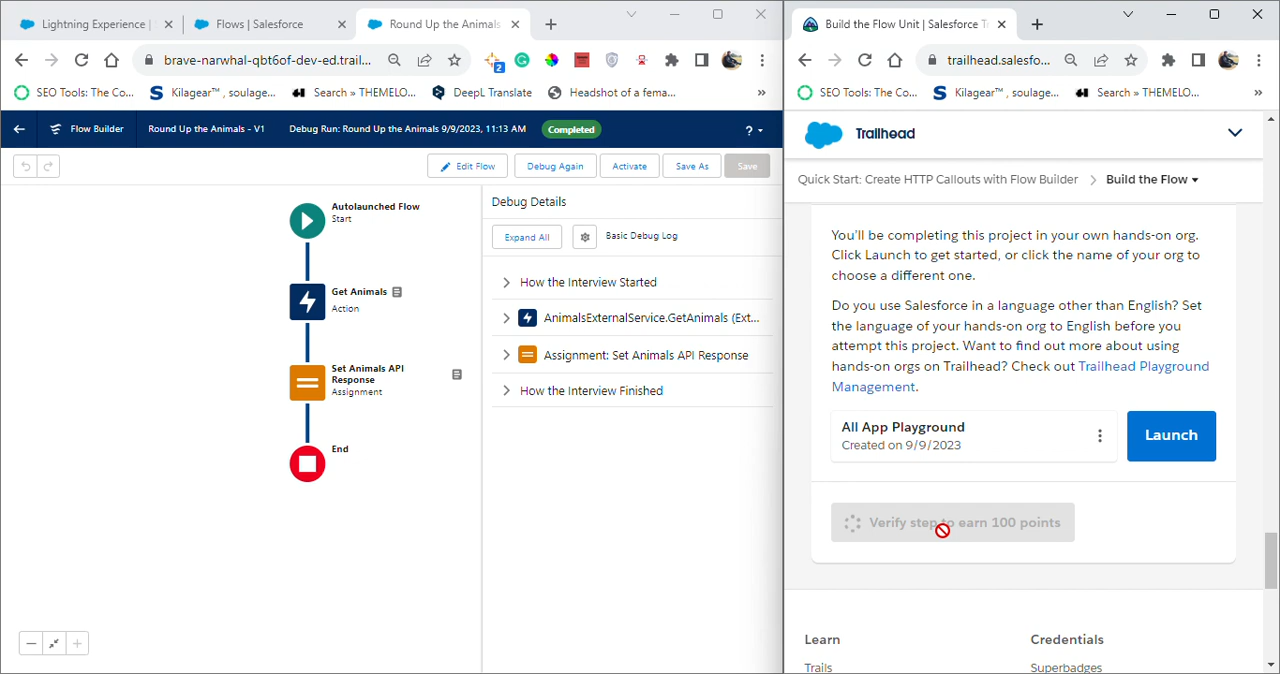 Lightning Experience |
Flows | Salesforce
Round Up the Animals
brave-narwhal-qbt6of-dev-ed.trail...
2
SEO Tools: The Co...
Kilagear™ , soulage...
Search » THEMELO...
DeepL Translate
Headshot of a fema...
»
Flow Builder
Round Up the Animals - V1
Debug Run: Round Up the Animals 9/9/2023, 11:13 AM
Completed
?
Edit Flow
Debug Again
Activate
Save As
Save
Autolaunched Flow
Start
Get Animals
Action
Set Animals API
Response
Assignment
End
Debug Details
Expand All
Basic Debug Log
How the Interview Started
AnimalsExternalService.GetAnimals (Ext...
Assignment: Set Animals API Response
How the Interview Finished
Build the Flow Unit | Salesforce T
trailhead.salesfo...
SEO Tools: The Co...
Kilagear™ , soulage...
Search » THEMELO...
»
Trailhead
Quick Start: Create HTTP Callouts with Flow Builder
Build the Flow
You'll be completing this project in your own hands-on org.
Click Launch to get started, or click the name of your org to
choose a different one.
Do you use Salesforce in a language other than English? Set
the language of your hands-on org to English before you
attempt this project. Want to find out more about using
hands-on orgs on Trailhead? Check out Trailhead Playground
Management.
All App Playground
Created on 9/9/2023
Launch
Verify step to earn 100 points
Learn
Credentials
Trails
Superbadges